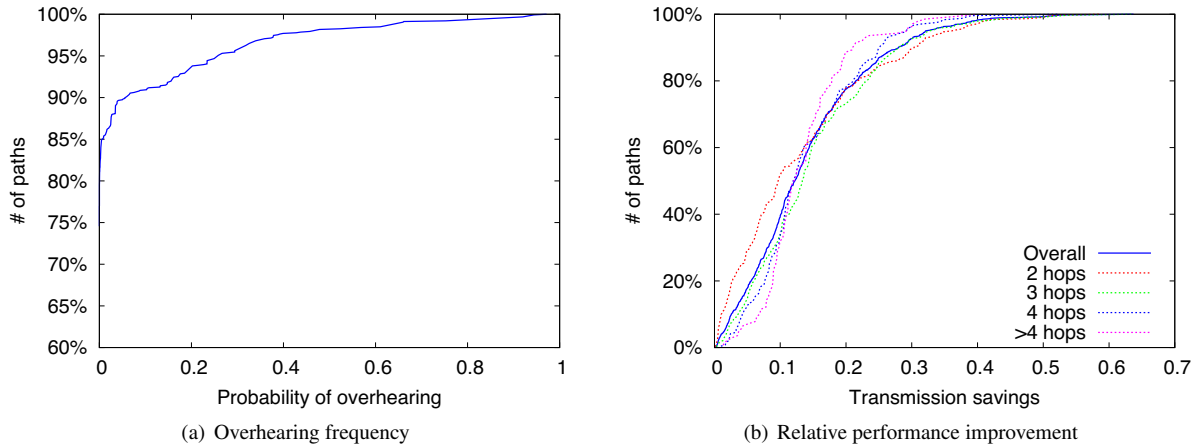 100%
95%
90%
85%
80%
75%
70%
65%
60%
# of paths
0
0.2
0.4
0.6
0.8
1
Probability of overhearing
(a) Overhearing frequency
100%
80%
60%
40%
20%
0%
# of paths
Overall
2 hops
3 hops
4 hops
>4 hops
0
0.1
0.2
0.3
0.4
0.5
0.6
0.7
Transmission savings
(b) Relative performance improvement